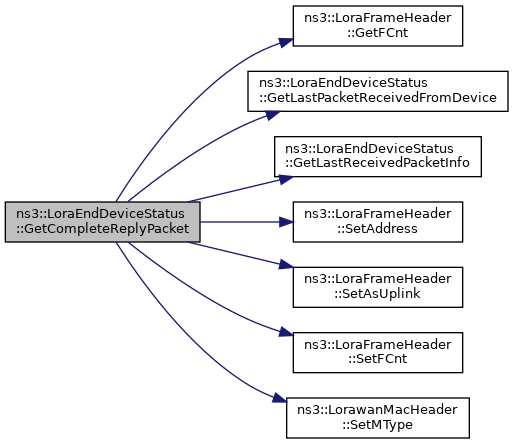 ns3::LoraFrameHeader
::GetFCnt
ns3::LoraEndDeviceStatus
::GetLastPacketReceivedFromDevice
ns3::LoraEndDeviceStatus
::GetLastReceivedPacketInfo
ns3::LoraEndDeviceStatus
::GetCompleteReplyPacket
ns3::LoraFrameHeader
::SetAddress
ns3::LoraFrameHeader
::SetAsUplink
ns3::LoraFrameHeader
::SetFCnt
ns3::LorawanMacHeader
::SetMType